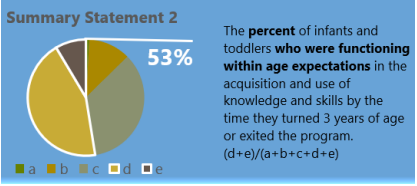 Summary Statement 2
53%
a b c d e
The percent of infants and
toddlers who were functioning
within age expectations in the
acquisition and use of
knowledge and skills by the
time they turned 3 years of age
or exited the program.
(d+e)/(a+b+c+d+e)